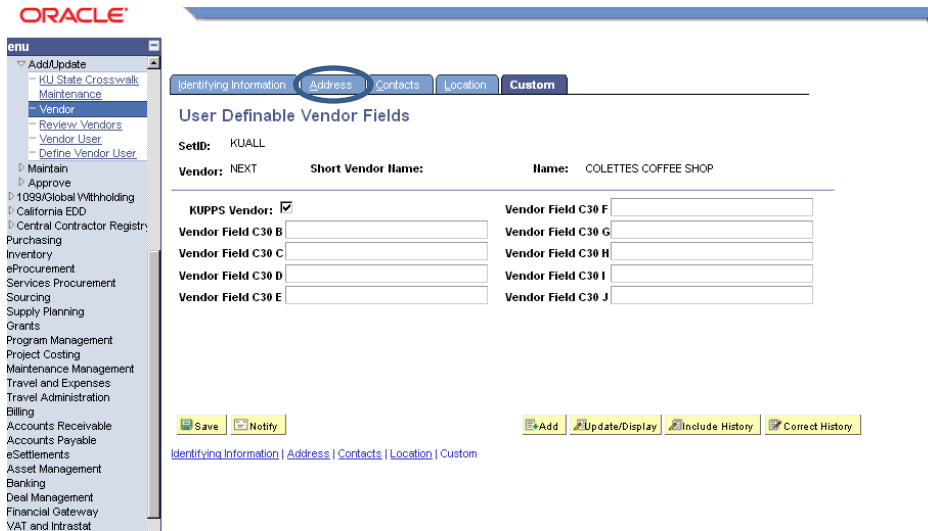 ORACLE'
enu
Add/Update
KU State Crosswalk
Maintenance
Vendor
Review Vendors
Vendor User
Define Vendor User
Maintain
Approve
1099/Global Withholding
California EDD
Central Contractor Registry
Purchasing
Inventory
eProcurement
Services Procurement
Sourcing
Supply Planning
Grants
Program Management
Project Costing
Maintenance Management
Travel and Expenses
Travel Administration
Billing
Accounts Receivable
Accounts Payable
eSettlements
Asset Management
Banking
Deal Management
Financial Gateway
VAT and Intrastat
Identifying Information Address Contacts Location Custom
User Definable Vendor Fields
SetID: KUALL
Vendor: NEXT Short Vendor Name: Name: COLETTES COFFEE SHOP
KUPPS Vendor: Vendor Field C30 F
Vendor Field C30 B Vendor Field C30 G
Vendor Field C30 C Vendor Field C30 H
Vendor Field C30 D Vendor Field C30 I
Vendor Field C30 E Vendor Field C30 J
Save Notify Add Update/Display Include History Correct History
Identifying Information | Address | Contacts | Location | Custom